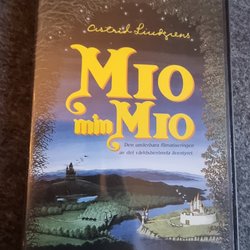 Astrid Lindgrens
MIO
min
MIO
Den underbara filmatiseringen
av det världsberömda äventyret